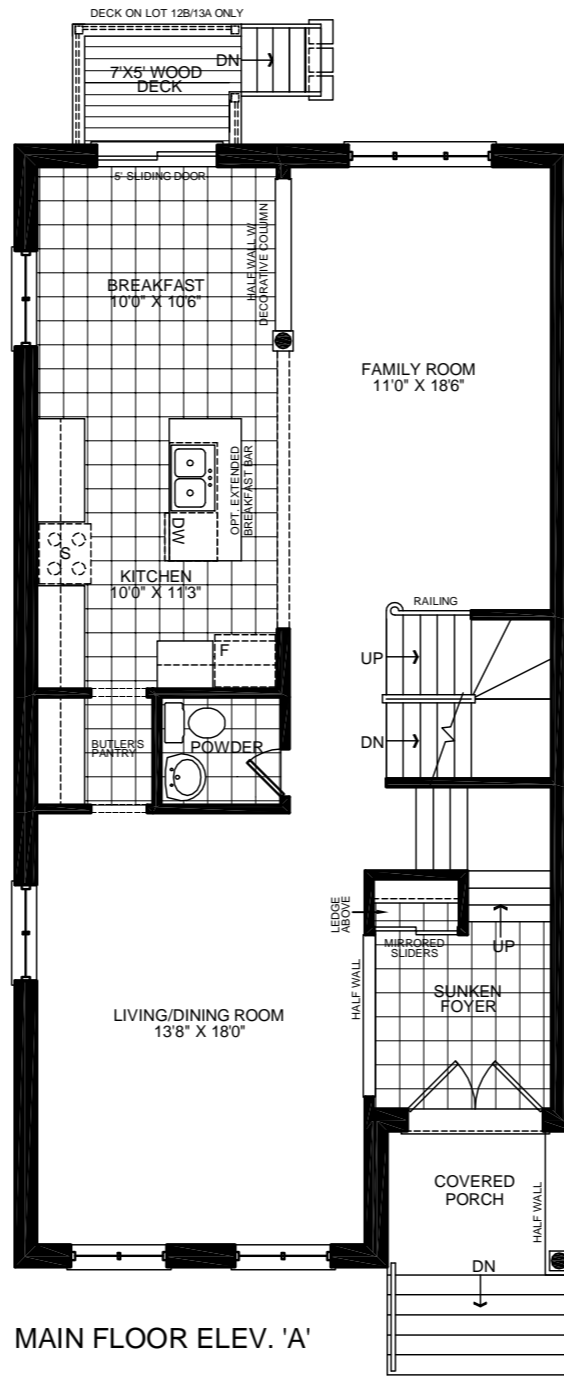 DECK ON LOT 12B/13A ONLY
7'X5' WOOD
DECK
DN
5' SLIDING DOOR
BREAKFAST
10'0" X 10'6"
HALF WALL W/
DECORATIVE COLUMN
FAMILY ROOM
11'0" X 18'6"
OPT. EXTENDED
BREAKFAST BAR
DW
S
KITCHEN
10'0" X 11'3"
F
RAILING
UP
DN
BUTLER'S
PANTRY
POWDER
LEDGE
ABOVE
MIRRORED
SLIDERS
UP
HALF WALL
SUNKEN
FOYER
LIVING/DINING ROOM
13'8" X 18'0"
COVERED
PORCH
HALF WALL
DN
MAIN FLOOR ELEV. 'A'